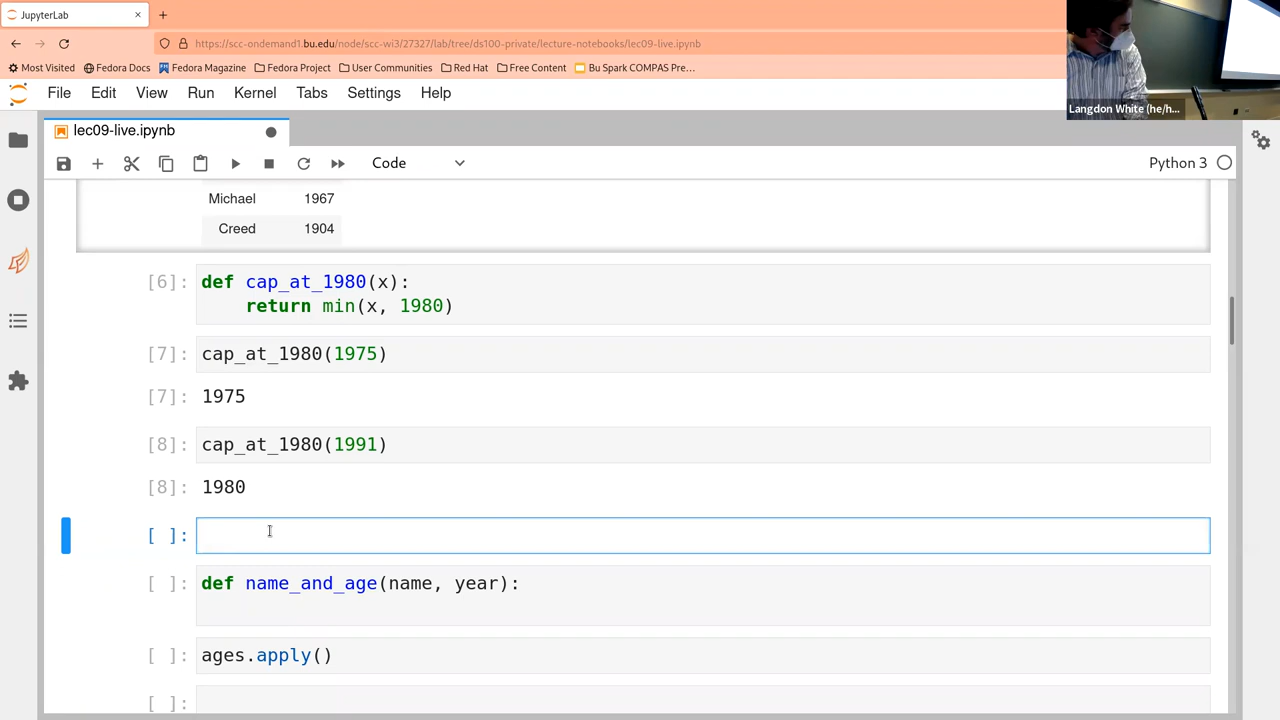 JupyterLab
https://scc-ondemand1.bu.edu/node/scc-wi3/27327/lab/tree/ds100-private/lecture-notebooks/lec09-live.ipynb
Most Visited Fedora Docs Fedora Magazine Fedora Project User Communities Red Hat Free Content Bu Spark COMPAS Pre…
Langdon White (he/h...
File Edit View Run Kernel Tabs Settings Help
lec09-live.ipynb
Code Python 3
Michael 1967
Creed 1904
[6]: def cap_at_1980(x):
return min(x, 1980)
[7]: cap_at_1980(1975)
[7]: 1975
[8]: cap_at_1980(1991)
[8]: 1980
[ ]:
[ ]: def name_and_age(name, year):
[ ]: ages.apply()
[ ]: